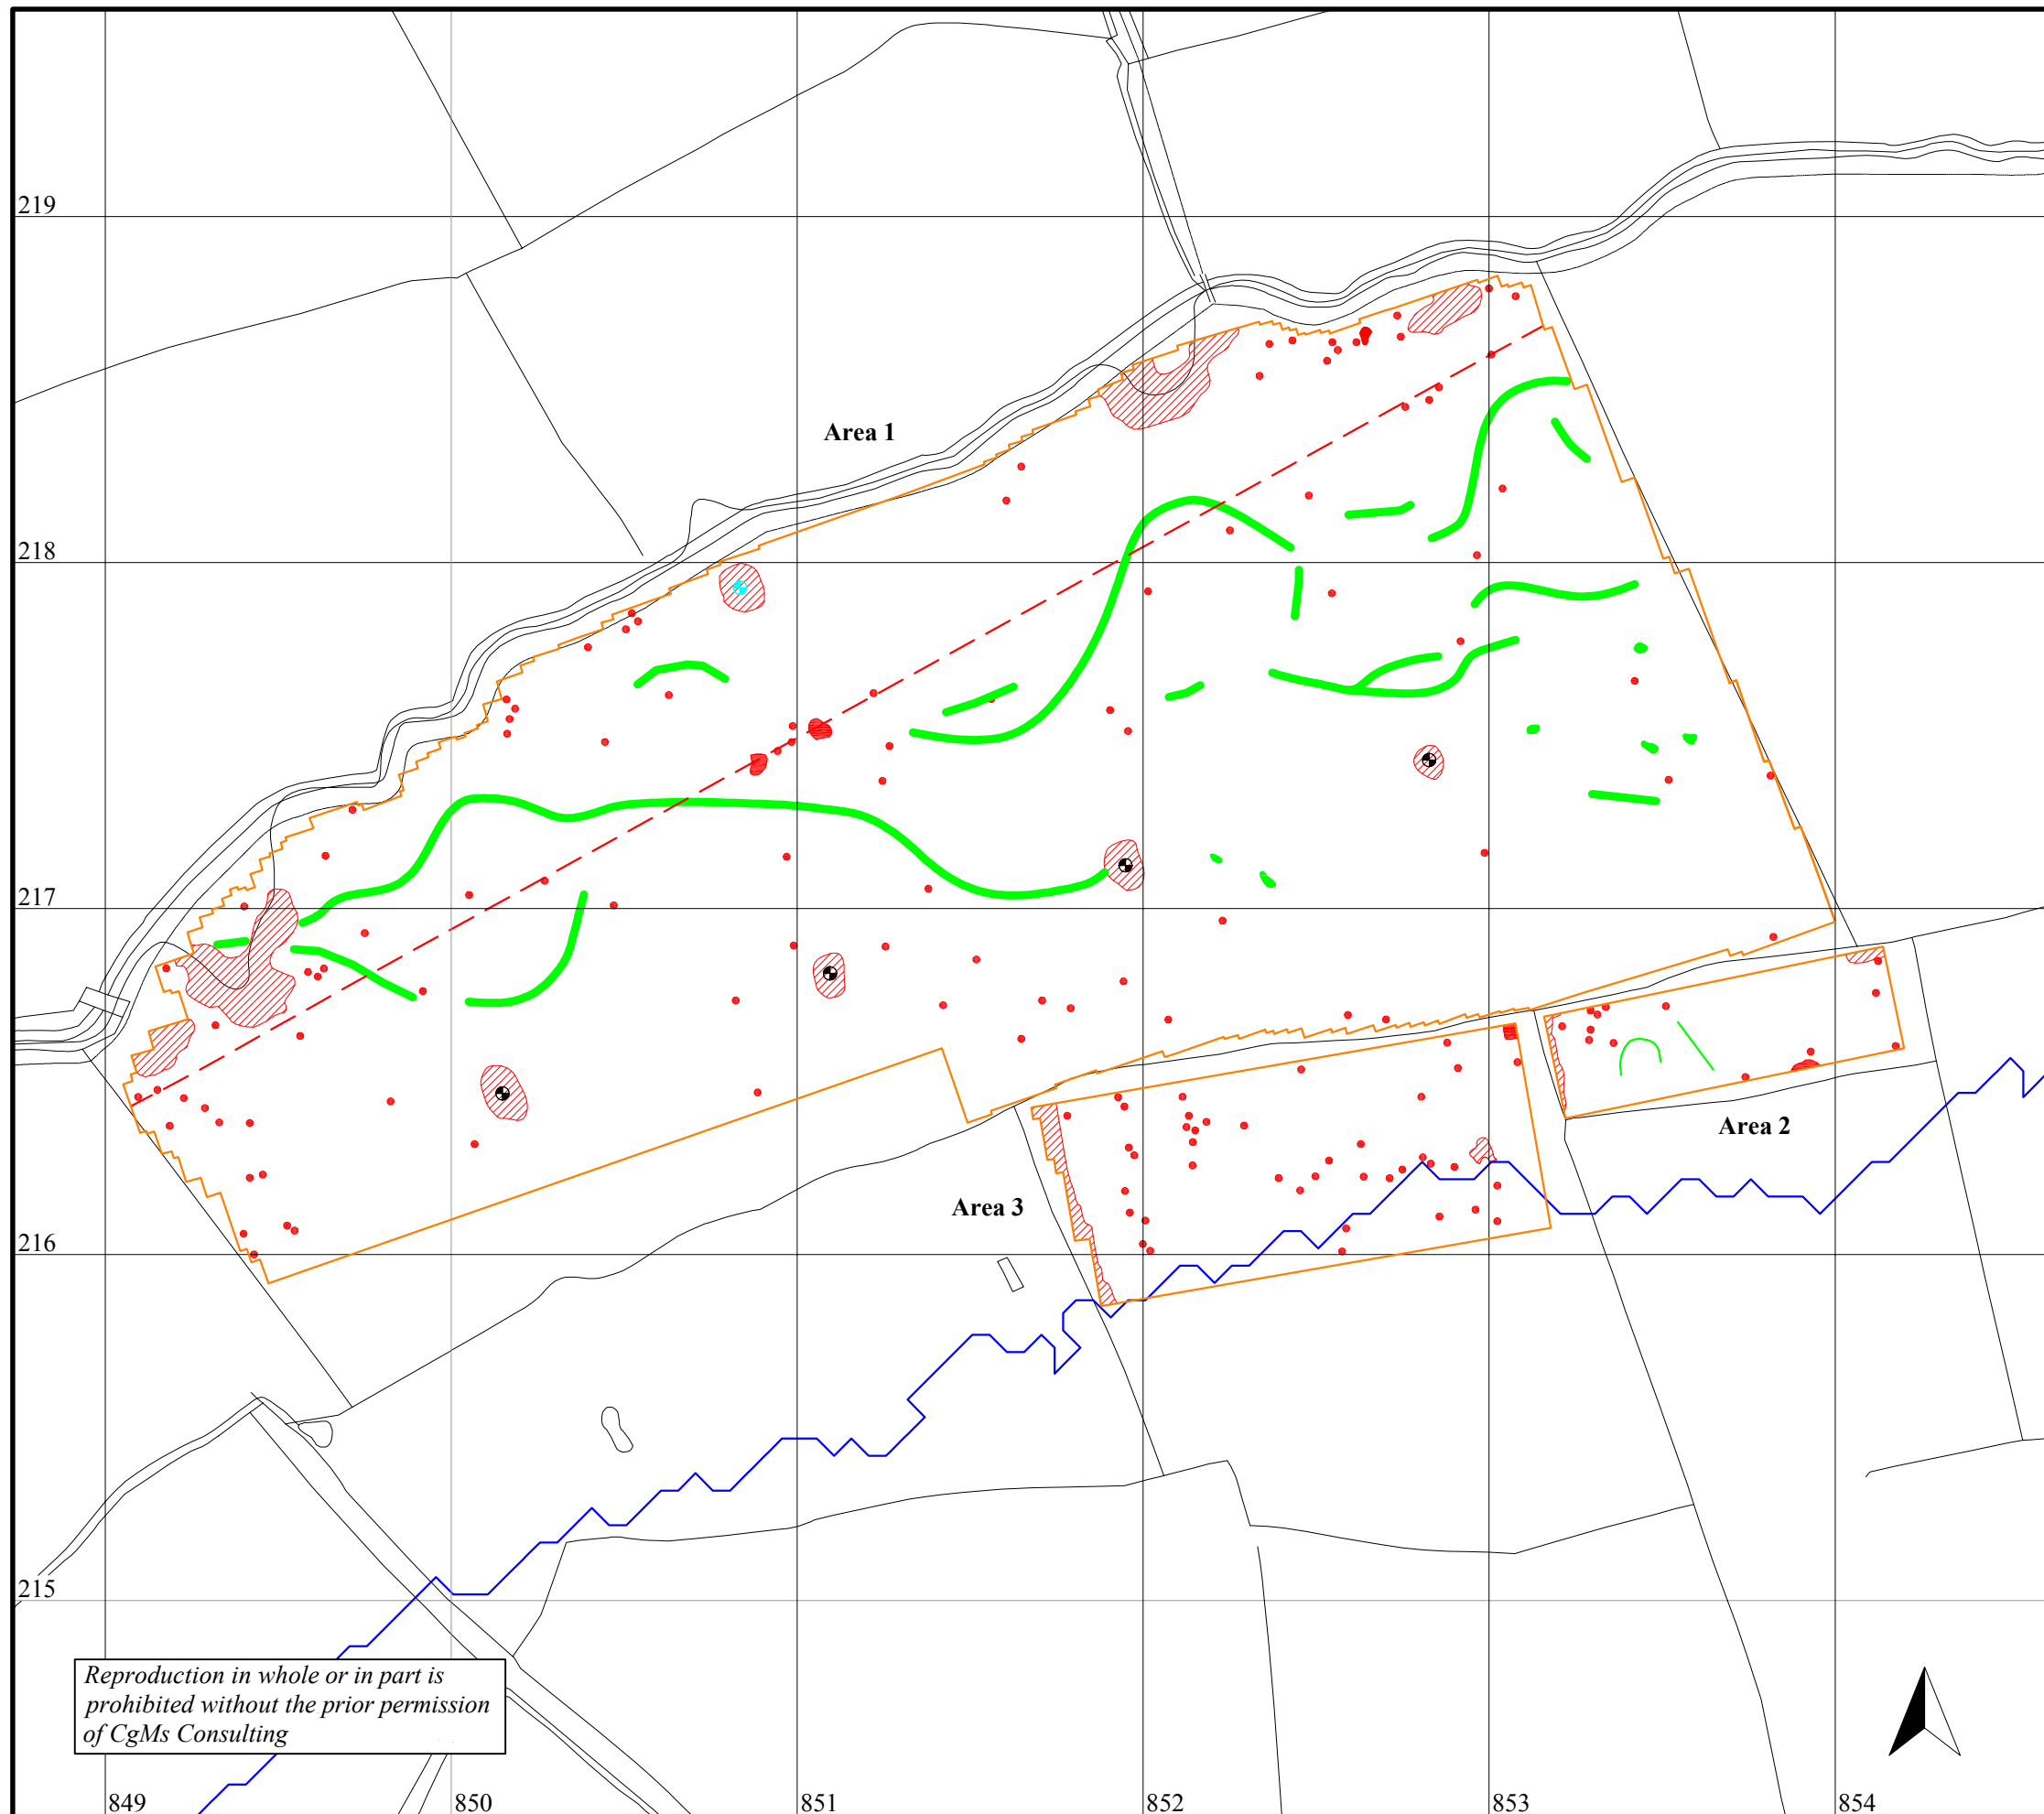 219
Area 1
218
217
Area 2
Area 3
216
215
Reproduction in whole or in part is
prohibited without the prior permission
of CgMs Consulting
849
850
851
852
853
854